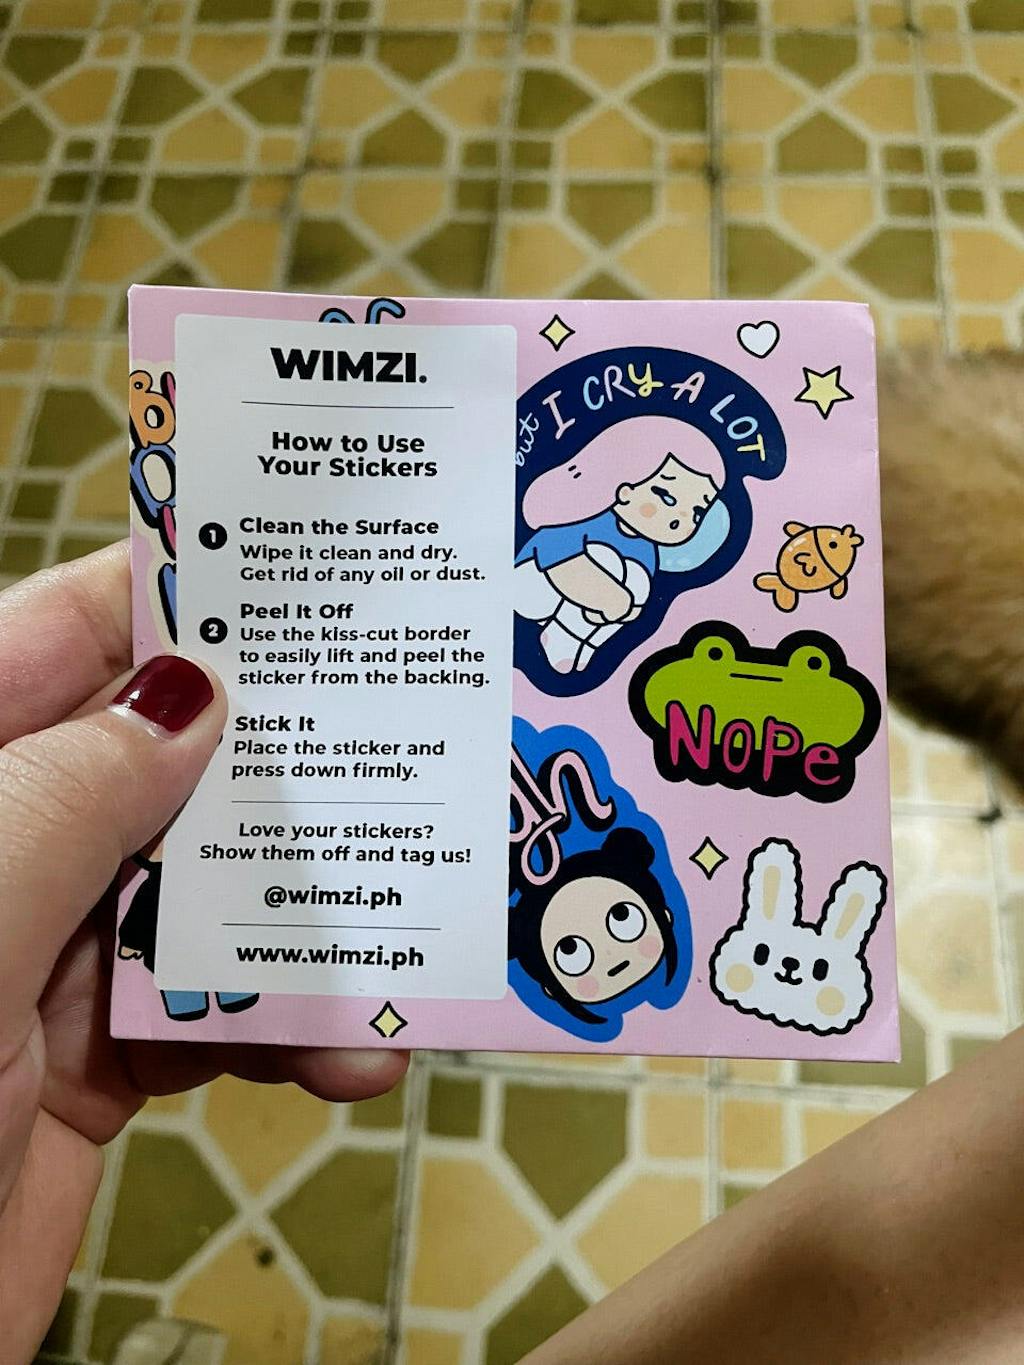 WIMZI.
How to Use
Your Stickers
1 Clean the Surface
Wipe it clean and dry.
Get rid of any oil or dust.
2 Peel It Off
Use the kiss-cut border
to easily lift and peel the
sticker from the backing.
Stick It
Place the sticker and
press down firmly.
Love your stickers?
Show them off and tag us!
@wimzi.ph
www.wimzi.ph
but I CRY A LOT
NOPe